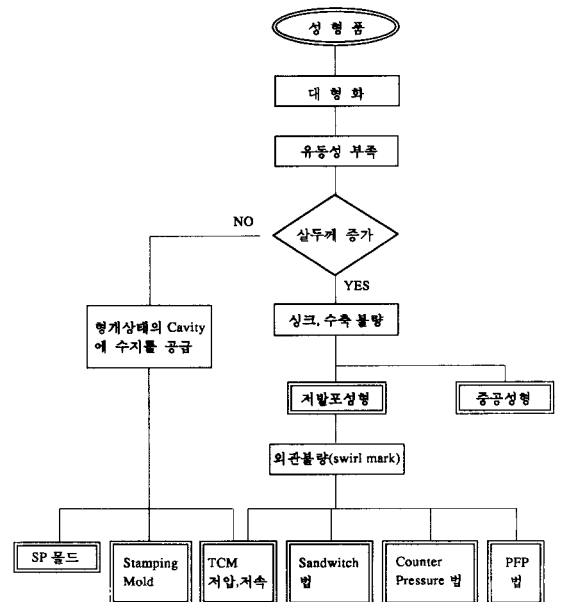 성 형 품
대 형 화
유동성 부족
NO
살두께 증가
YES
형개상태의 Cavity
에 수지를 공급
싱크, 수축 불량
저발포성형
중공성형
외관불량(swirl mark)
SP 몰드
Stamping
Mold
TCM
저압,저속
Sandwitch
법
Counter
Pressure 법
PFP
법